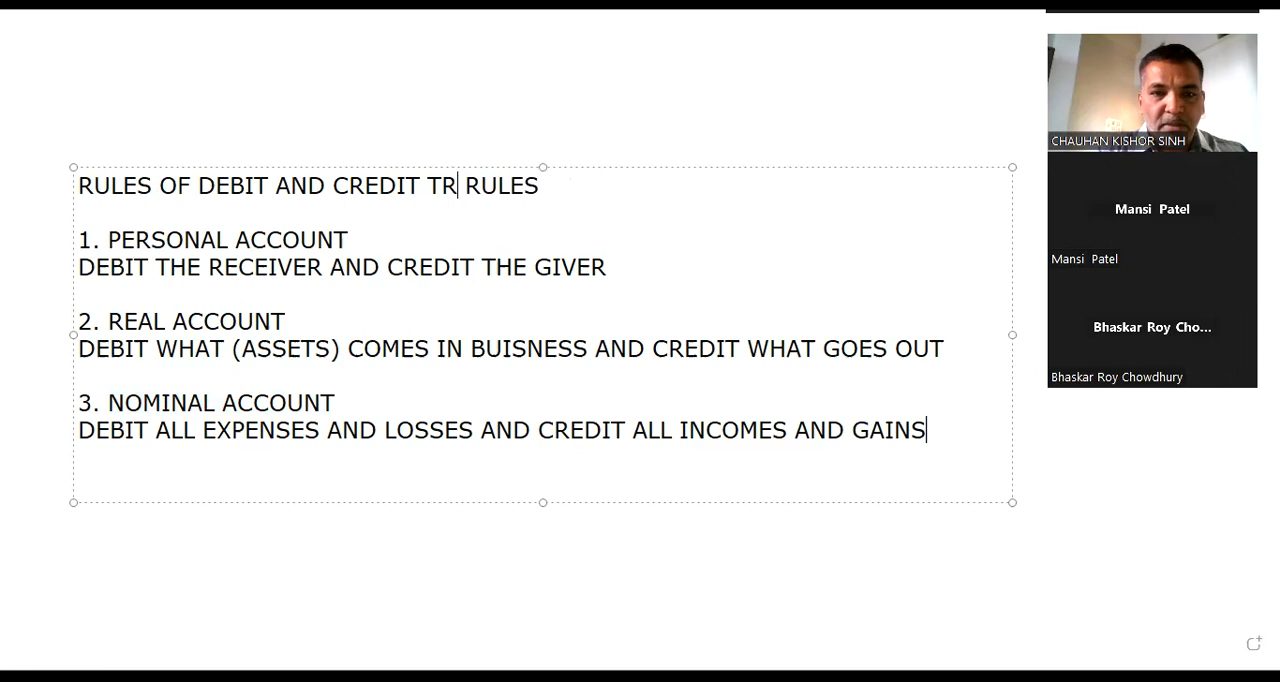 RULES OF DEBIT AND CREDIT TR RULES
1. PERSONAL ACCOUNT
DEBIT THE RECEIVER AND CREDIT THE GIVER
2. REAL ACCOUNT
DEBIT WHAT (ASSETS) COMES IN BUISNESS AND CREDIT WHAT GOES OUT
3. NOMINAL ACCOUNT
DEBIT ALL EXPENSES AND LOSSES AND CREDIT ALL INCOMES AND GAINS
CHAUHAN KISHOR SINH
Mansi Patel
Mansi Patel
Bhaskar Roy Cho...
Bhaskar Roy Chowdhury